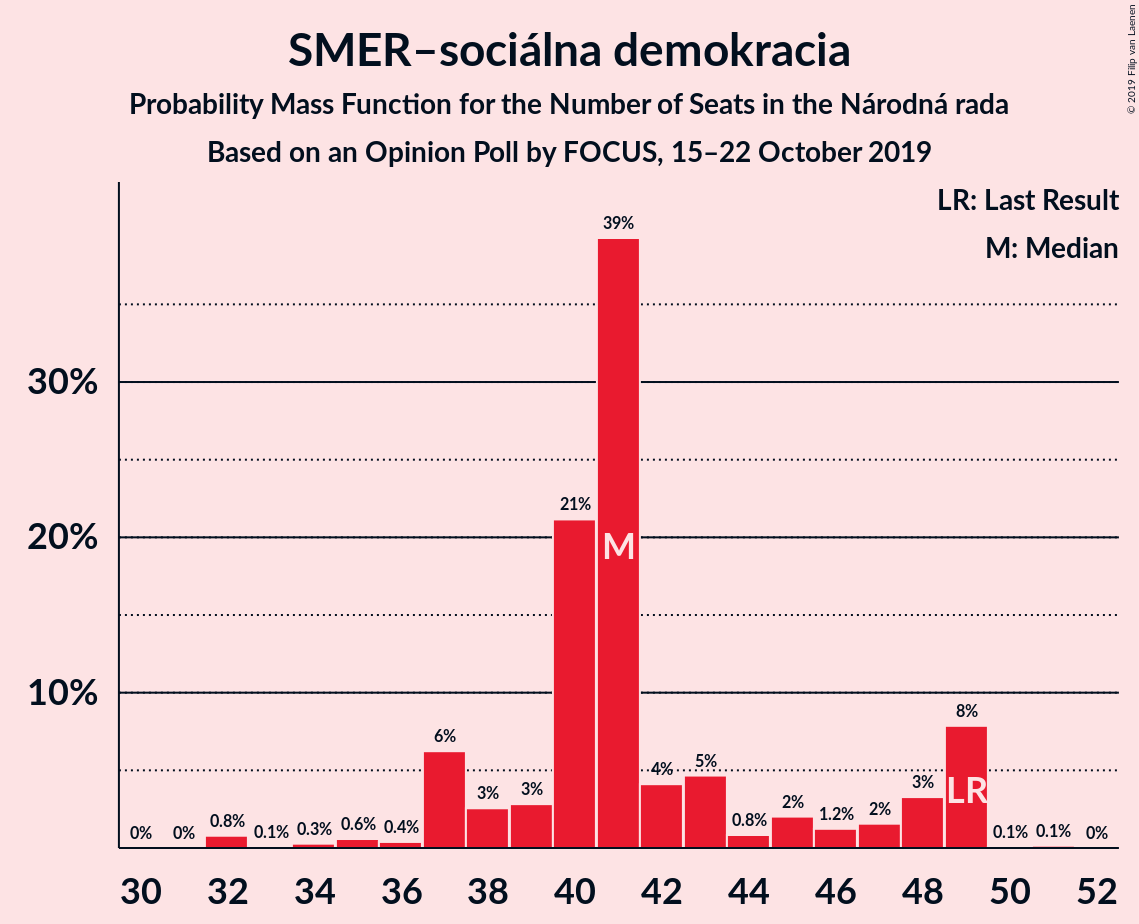 SMER–sociálna demokracia
Probability Mass Function for the Number of Seats in the Národná rada
Based on an Opinion Poll by FOCUS, 15–22 October 2019
© 2019 Filip van Laenen
LR: Last Result
M: Median
39%
30%
21%
20%
M
10%
8%
6%
5%
4%
3%
3%
3%
LR
2%
2%
1.2%
0.8%
0.8%
0.6%
0.4%
0.3%
0.1%
0.1%
0.1%
0%
0%
0%
30 32 34 36 38 40 42 44 46 48 50 52